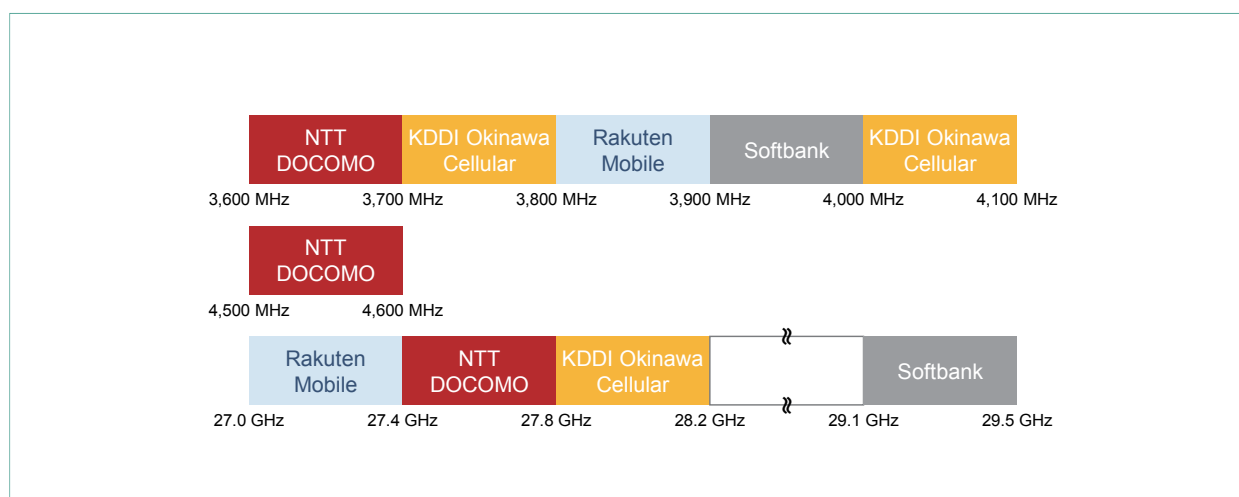 NTT
DOCOMO
KDDI Okinawa
Cellular
Rakuten
Mobile
Softbank
KDDI Okinawa
Cellular
3,600 MHz
3,700 MHz
3,800 MHz
3,900 MHz
4,000 MHz
4,100 MHz
NTT
DOCOMO
4,500 MHz
4,600 MHz
Rakuten
Mobile
NTT
DOCOMO
KDDI Okinawa
Cellular
Softbank
27.0 GHz
27.4 GHz
27.8 GHz
28.2 GHz
29.1 GHz
29.5 GHz